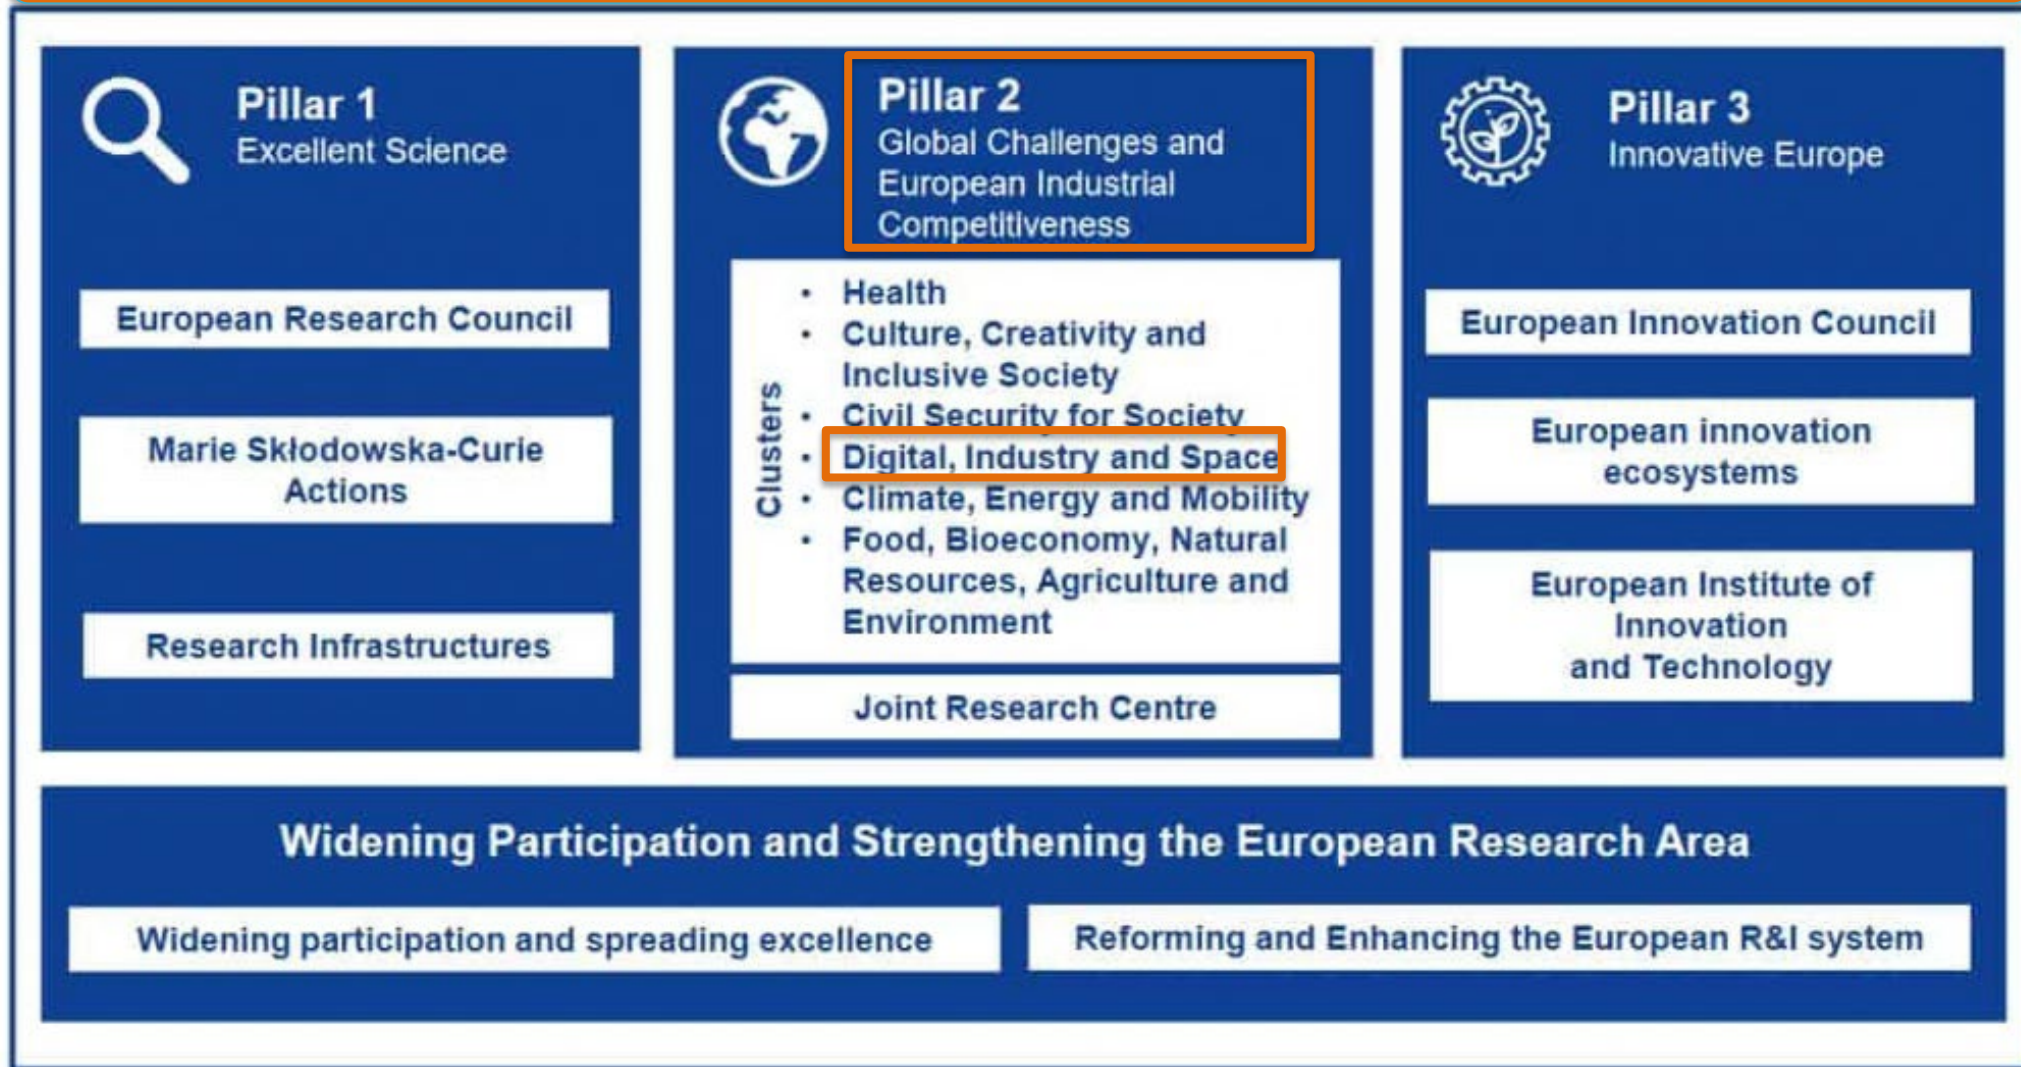 Pillar 1
Excellent Science
European Research Council
Marie Skłodowska-Curie
Actions
Research Infrastructures
Pillar 2
Global Challenges and
European Industrial
Competitiveness
Clusters
• Health
• Culture, Creativity and
Inclusive Society
• Civil Security for Society
• Digital, Industry and Space
• Climate, Energy and Mobility
• Food, Bioeconomy, Natural
Resources, Agriculture and
Environment
Joint Research Centre
Pillar 3
Innovative Europe
European Innovation Council
European innovation
ecosystems
European Institute of
Innovation
and Technology
Widening Participation and Strengthening the European Research Area
Widening participation and spreading excellence
Reforming and Enhancing the European R&I system